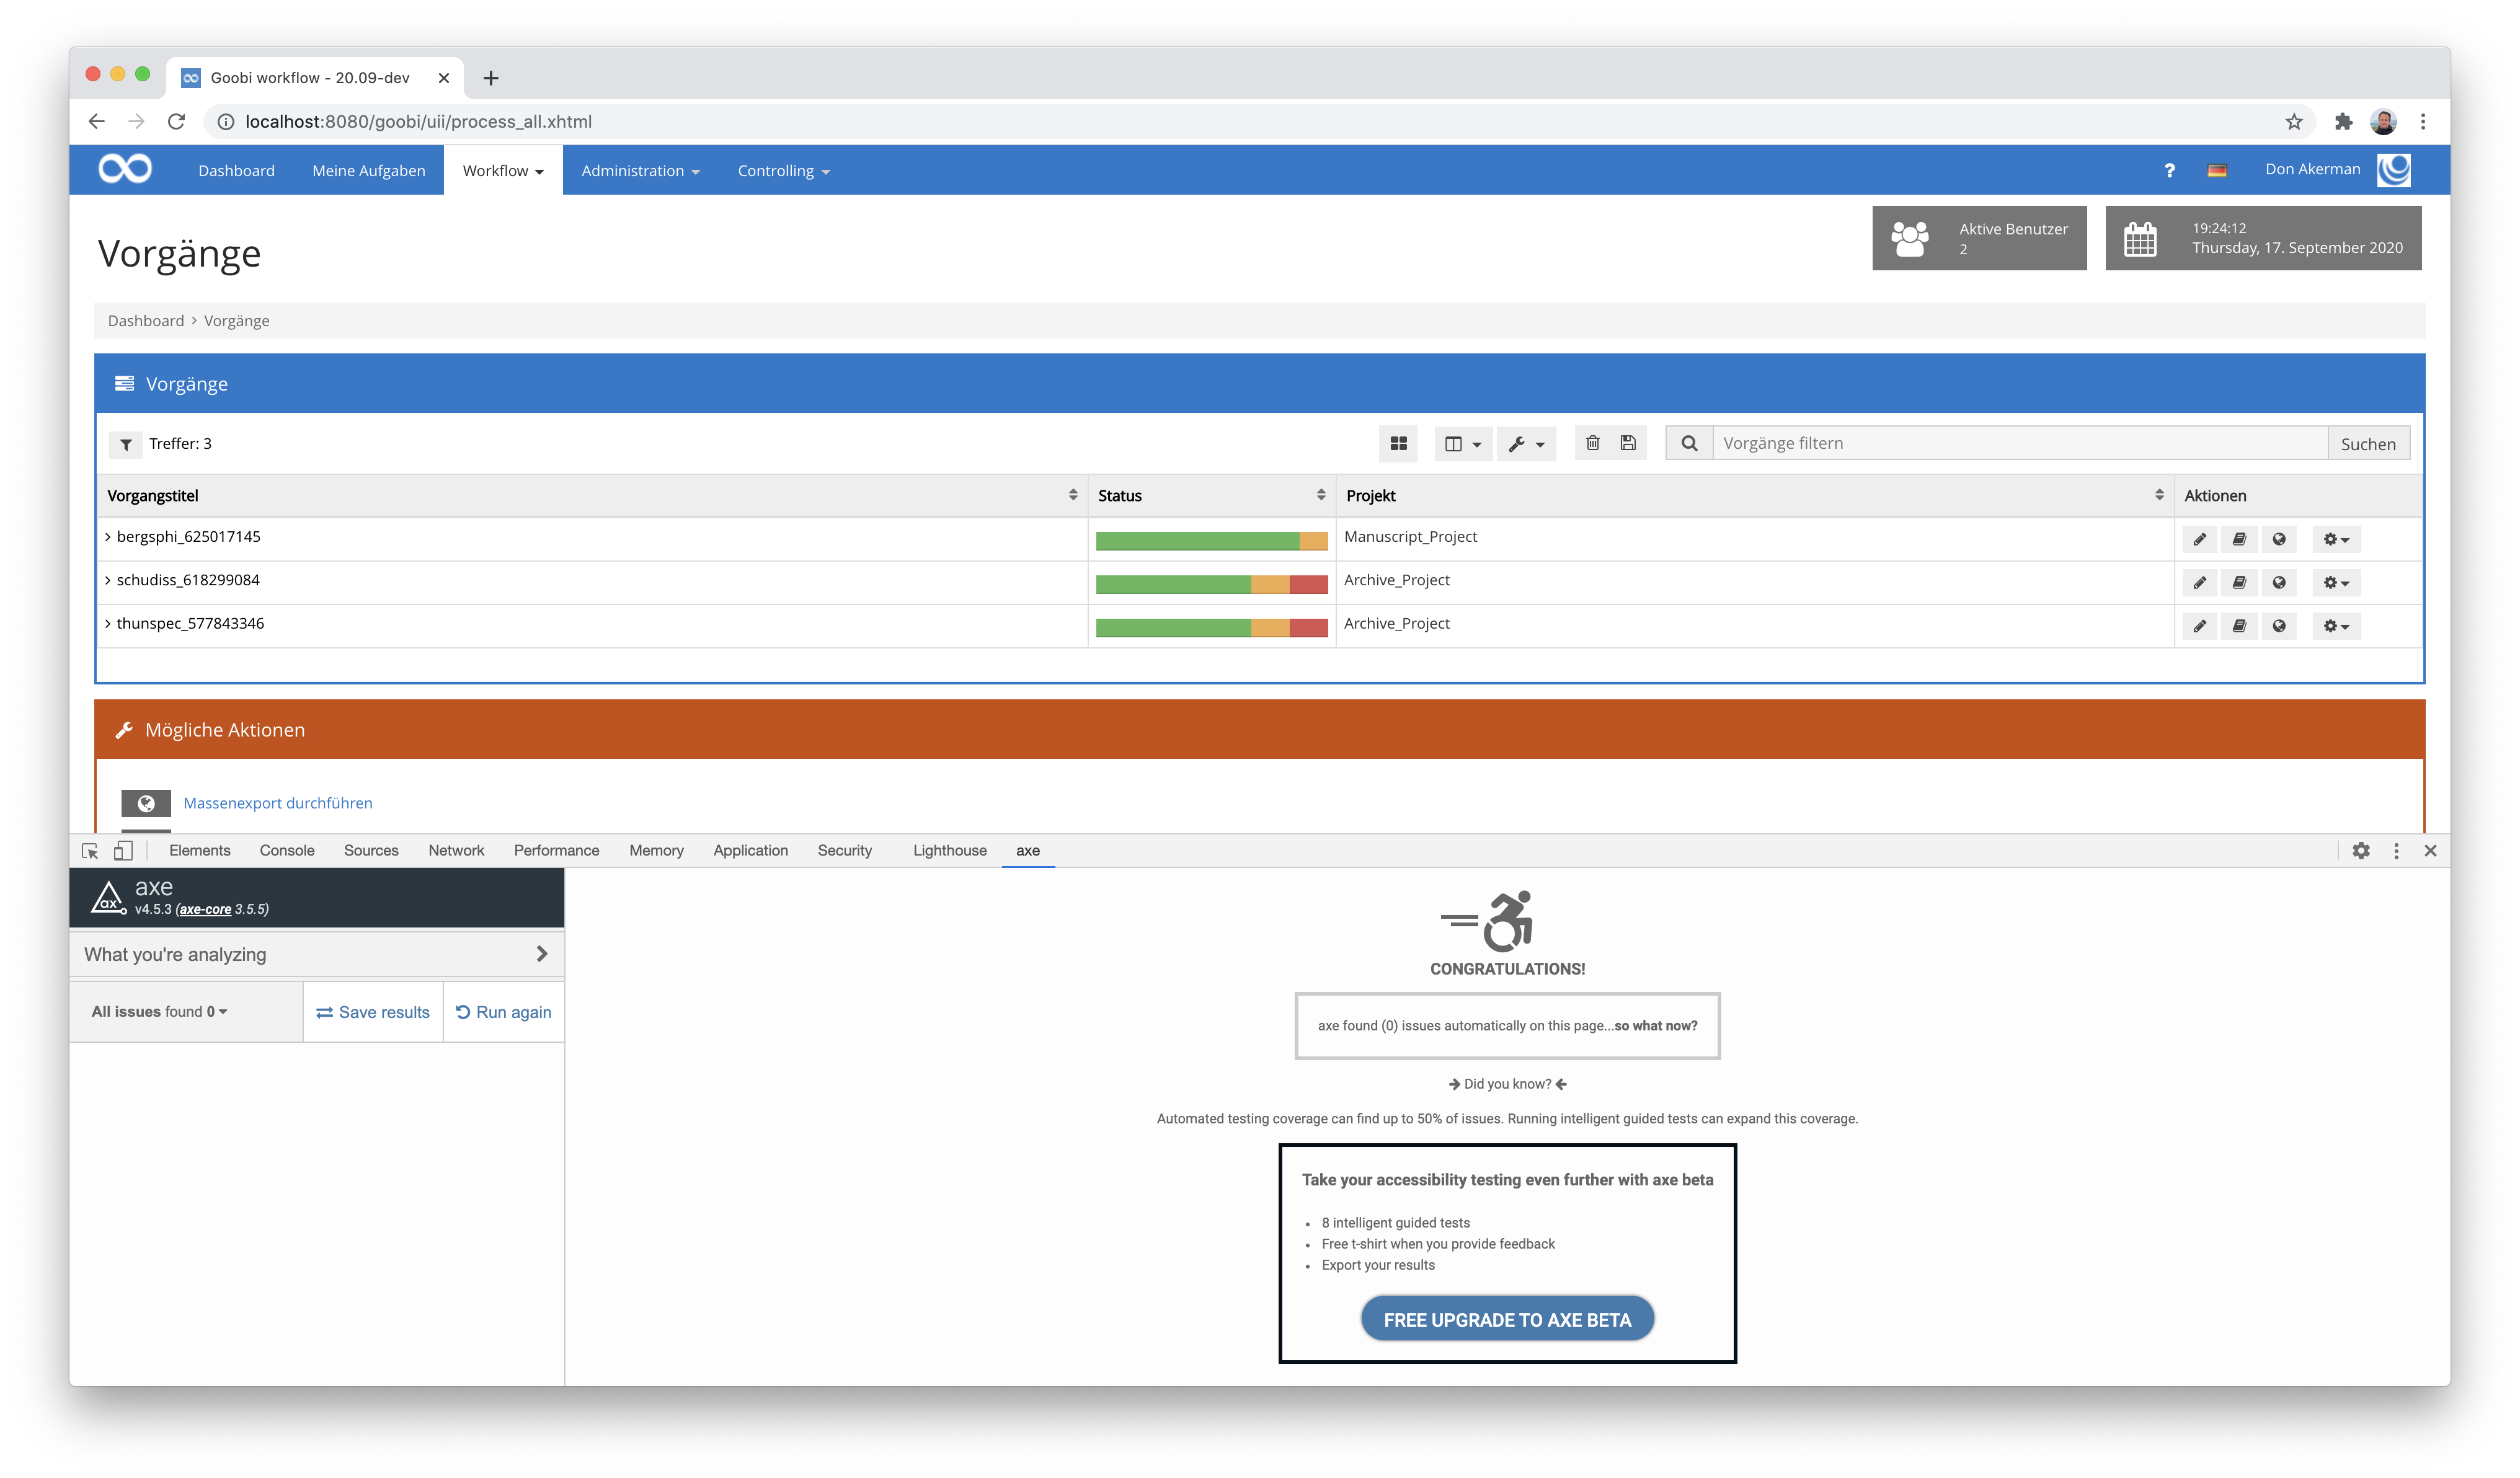 Goobi workflow - 20.09-dev
localhost:8080/goobi/uii/process_all.xhtml
Dashboard Meine Aufgaben Workflow Administration Controlling ? Don Akerman
Vorgänge
Aktive Benutzer
2
19:24:12
Thursday, 17. September 2020
Dashboard > Vorgänge
Vorgänge
Treffer: 3 Vorgänge filtern Suchen
Vorgangstitel Status Projekt Aktionen
bergsphi_625017145 Manuscript_Project
schudiss_618299084 Archive_Project
thunspec_577843346 Archive_Project
Mögliche Aktionen
Massenexport durchführen
Elements Console Sources Network Performance Memory Application Security Lighthouse axe
ax
axe
v4.5.3 (axe-core 3.5.5)
What you're analyzing
All issues found 0 Save results Run again
CONGRATULATIONS!
axe found (0) issues automatically on this page...so what now?
→ Did you know? ←
Automated testing coverage can find up to 50% of issues. Running intelligent guided tests can expand this coverage.
Take your accessibility testing even further with axe beta
• 8 intelligent guided tests
• Free t-shirt when you provide feedback
• Export your results
FREE UPGRADE TO AXE BETA